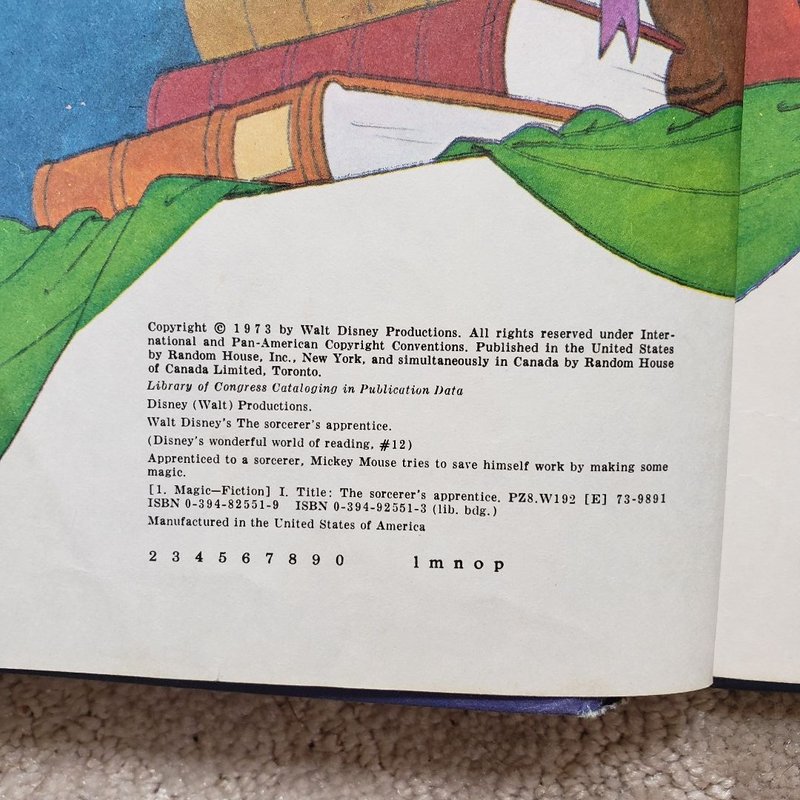 Copyright © 1973 by Walt Disney Productions. All rights reserved under Inter-
national and Pan-American Copyright Conventions. Published in the United States
by Random House, Inc., New York, and simultaneously in Canada by Random House
of Canada Limited, Toronto.
Library of Congress Cataloging in Publication Data
Disney (Walt) Productions.
Walt Disney's The sorcerer's apprentice.
(Disney's wonderful world of reading, #12)
Apprenticed to a sorcerer, Mickey Mouse tries to save himself work by making some
magic.
[1. Magic—Fiction] I. Title: The sorcerer's apprentice. PZ8.W192 [E] 73-9891
ISBN 0-394-82551-9 ISBN 0-394-92551-3 (lib. bdg.)
Manufactured in the United States of America
2 3 4 5 6 7 8 9 0 l m n o p